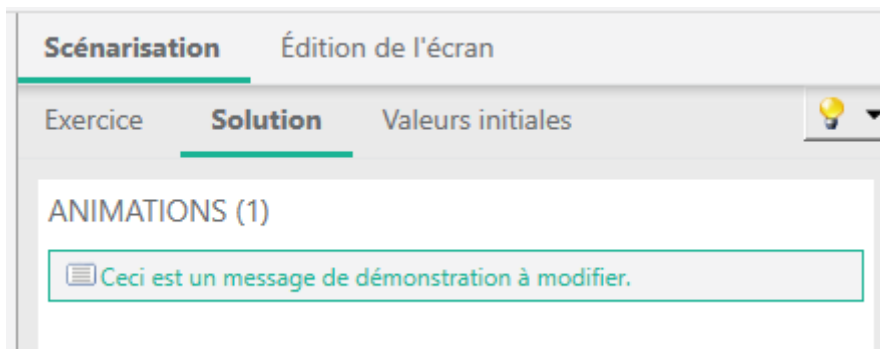 Scénarisation Édition de l'écran
Exercice Solution Valeurs initiales
ANIMATIONS (1)
Ceci est un message de démonstration à modifier.